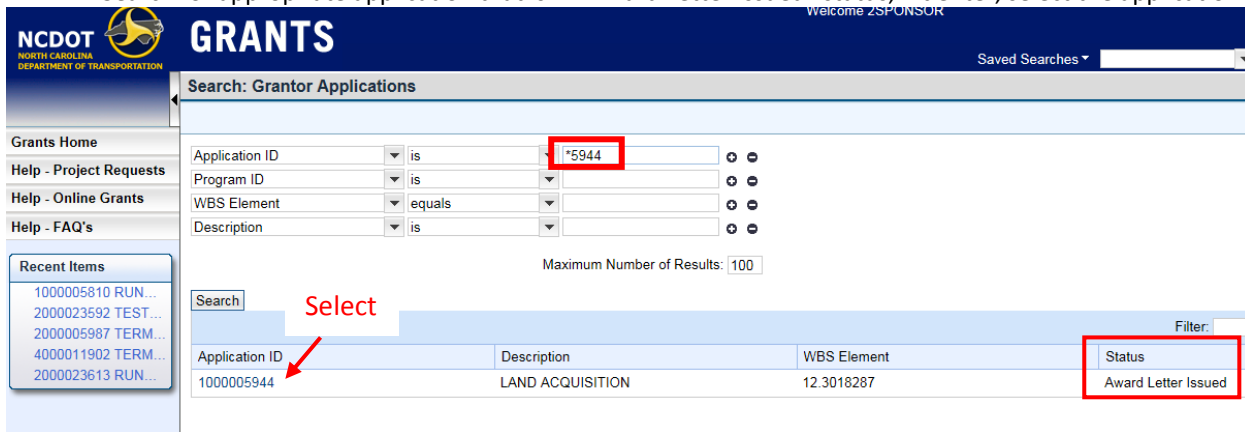 Welcome 2SPONSOR
NCDOT
NORTH CAROLINA
DEPARTMENT OF TRANSPORTATION
GRANTS
Saved Searches
Search: Grantor Applications
Grants Home
Help - Project Requests
Help - Online Grants
Help - FAQ's
Application ID is *5944
Program ID is
WBS Element equals
Description is
Maximum Number of Results: 100
Recent Items
1000005810 RUN...
2000023592 TEST...
2000005987 TERM...
4000011902 TERM...
2000023613 RUN...
Search
Select
Filter:
Application ID Description WBS Element Status
1000005944 LAND ACQUISITION 12.3018287 Award Letter Issued